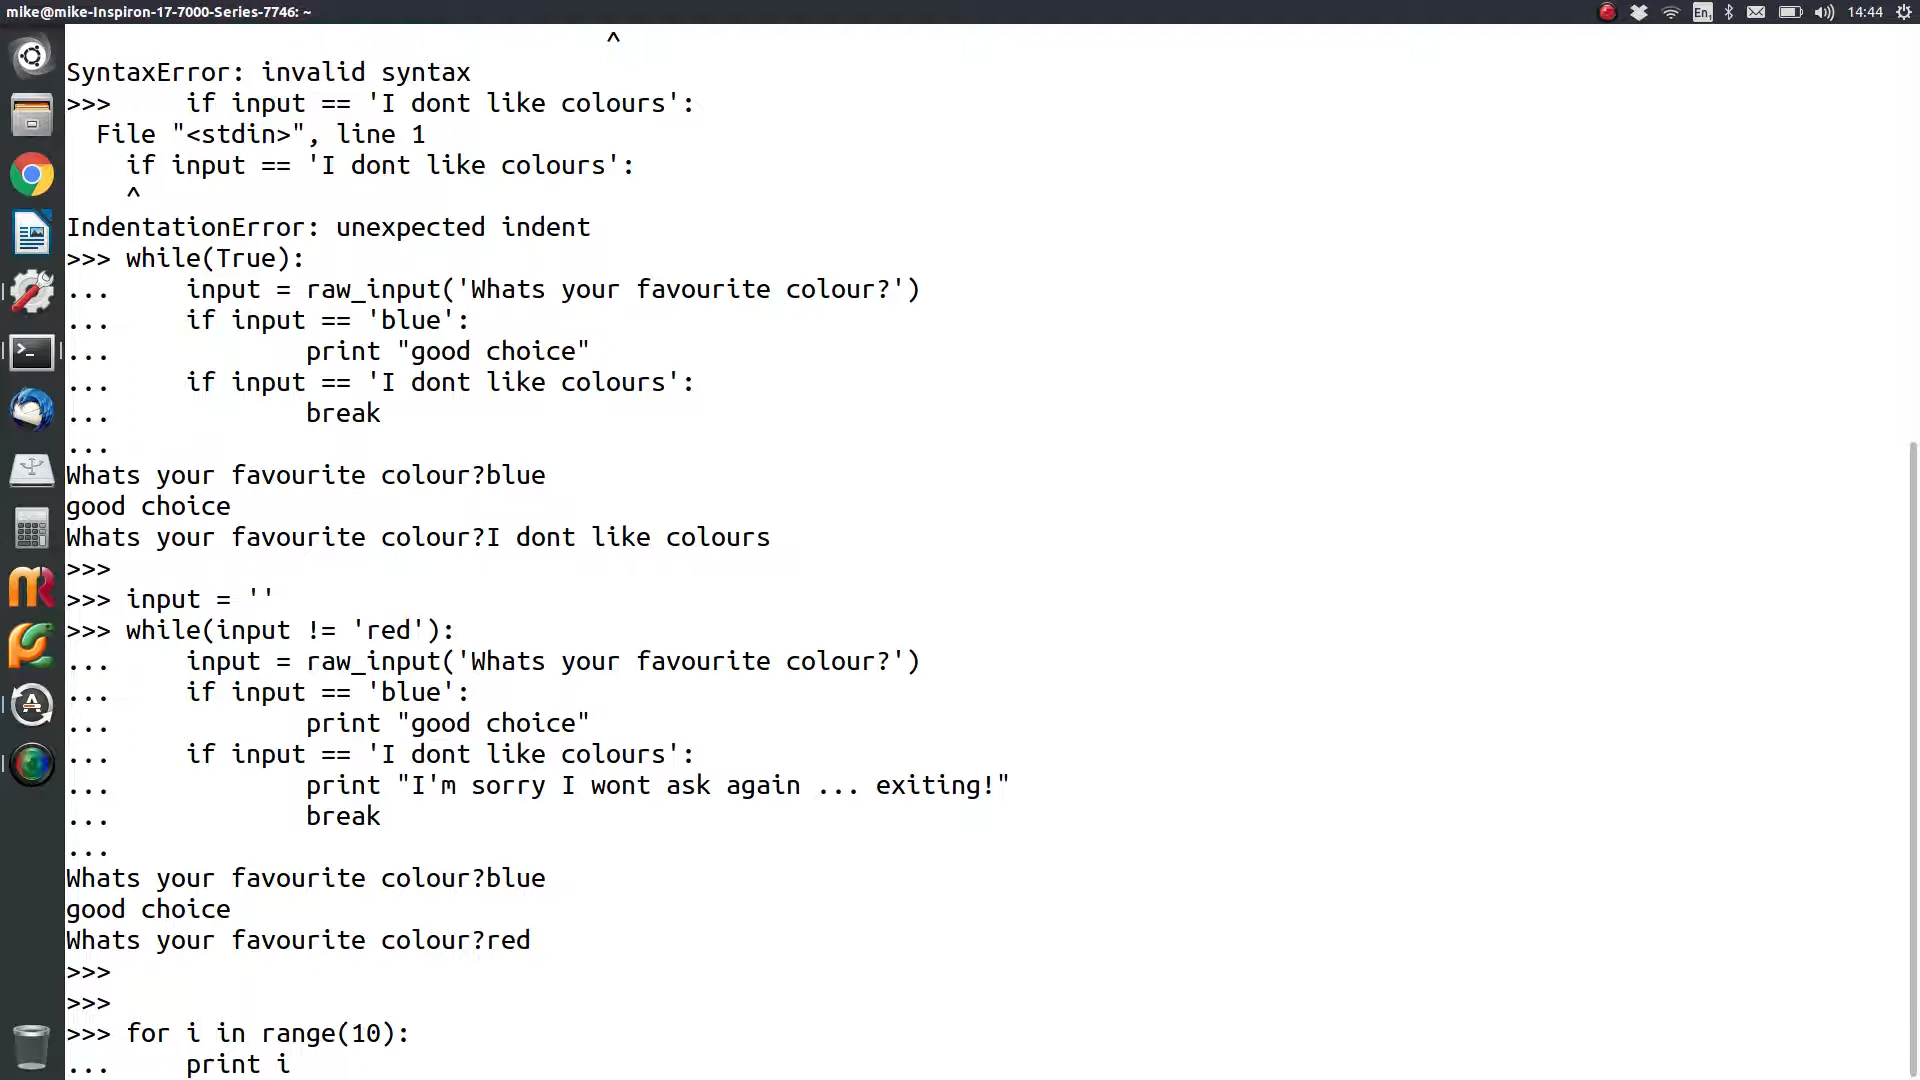 mike@mike-Inspiron-17-7000-Series-7746: ~
En1
14:44
^
SyntaxError: invalid syntax
>>>     if input == 'I dont like colours':
  File "<stdin>", line 1
    if input == 'I dont like colours':
    ^
IndentationError: unexpected indent
>>> while(True):
...     input = raw_input('Whats your favourite colour?')
...     if input == 'blue':
...             print "good choice"
...     if input == 'I dont like colours':
...             break
...
Whats your favourite colour?blue
good choice
Whats your favourite colour?I dont like colours
>>>
>>> input = ''
>>> while(input != 'red'):
...     input = raw_input('Whats your favourite colour?')
...     if input == 'blue':
...             print "good choice"
...     if input == 'I dont like colours':
...             print "I'm sorry I wont ask again ... exiting!"
...             break
...
Whats your favourite colour?blue
good choice
Whats your favourite colour?red
>>>
>>>
>>> for i in range(10):
...     print i